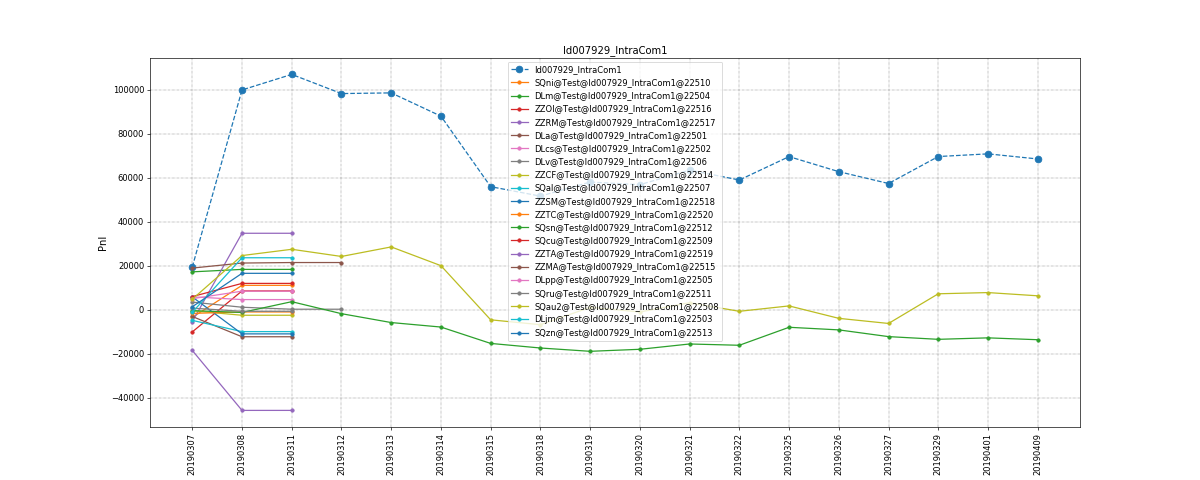 Id007929_IntraCom1
Pnl
100000
80000
60000
40000
20000
0
−20000
−40000
Id007929_IntraCom1
SQni@Test@Id007929_IntraCom1@22510
DLm@Test@Id007929_IntraCom1@22504
ZZOI@Test@Id007929_IntraCom1@22516
ZZRM@Test@Id007929_IntraCom1@22517
DLa@Test@Id007929_IntraCom1@22501
DLcs@Test@Id007929_IntraCom1@22502
DLv@Test@Id007929_IntraCom1@22506
ZZCF@Test@Id007929_IntraCom1@22514
SQal@Test@Id007929_IntraCom1@22507
ZZSM@Test@Id007929_IntraCom1@22518
ZZTC@Test@Id007929_IntraCom1@22520
SQsn@Test@Id007929_IntraCom1@22512
SQcu@Test@Id007929_IntraCom1@22509
ZZTA@Test@Id007929_IntraCom1@22519
ZZMA@Test@Id007929_IntraCom1@22515
DLpp@Test@Id007929_IntraCom1@22505
SQru@Test@Id007929_IntraCom1@22511
SQau2@Test@Id007929_IntraCom1@22508
DLjm@Test@Id007929_IntraCom1@22503
SQzn@Test@Id007929_IntraCom1@22513
20190307
20190308
20190311
20190312
20190313
20190314
20190315
20190318
20190319
20190320
20190321
20190322
20190325
20190326
20190327
20190329
20190401
20190409